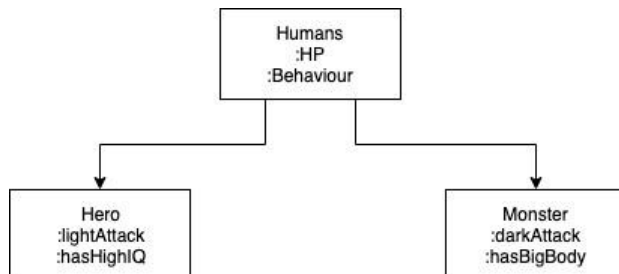 Humans
:HP
:Behaviour
Hero
:lightAttack
:hasHighIQ
Monster
:darkAttack
:hasBigBody